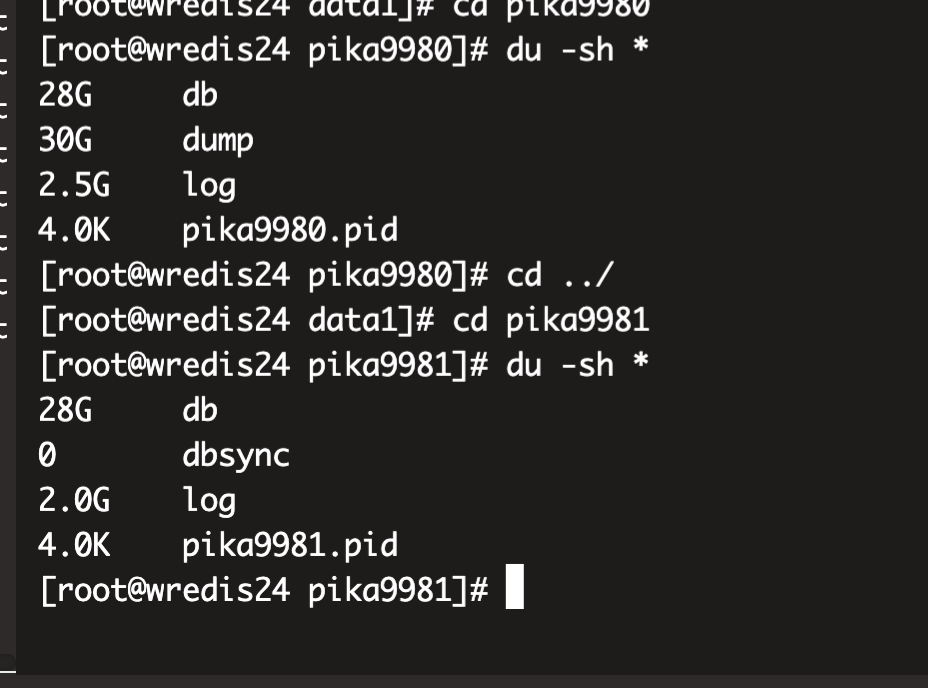 [root@wredis24 data1]# cd pika9980
[root@wredis24 pika9980]# du -sh *
28G db
30G dump
2.5G log
4.0K pika9980.pid
[root@wredis24 pika9980]# cd ../
[root@wredis24 data1]# cd pika9981
[root@wredis24 pika9981]# du -sh *
28G db
0 dbsync
2.0G log
4.0K pika9981.pid
[root@wredis24 pika9981]#